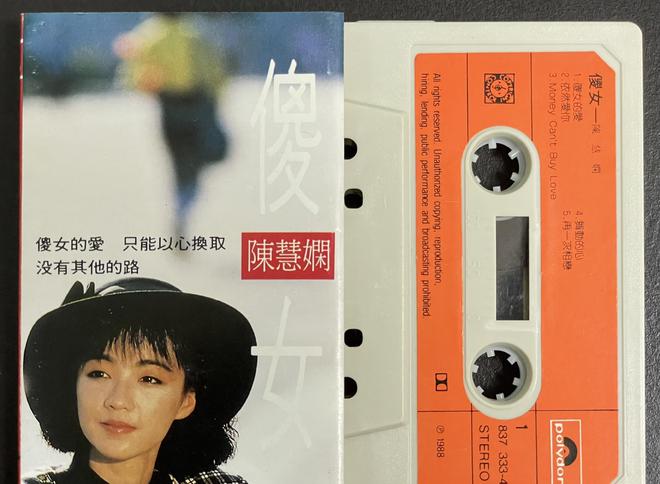 傻女
傻女的愛 只能以心換取
没有其他的路
陳慧嫻
傻女—陳慧嫻
1. 傻女的愛
2. 依然愛你
3. Money Can't Buy Love
4. 舞動的心
5. 再一次相戀
All rights reserved. Unauthorized copying, reproduction,
hiring, lending, public performance and broadcasting prohibited.
℗ 1988
1
837 333-4
STEREO
polydor